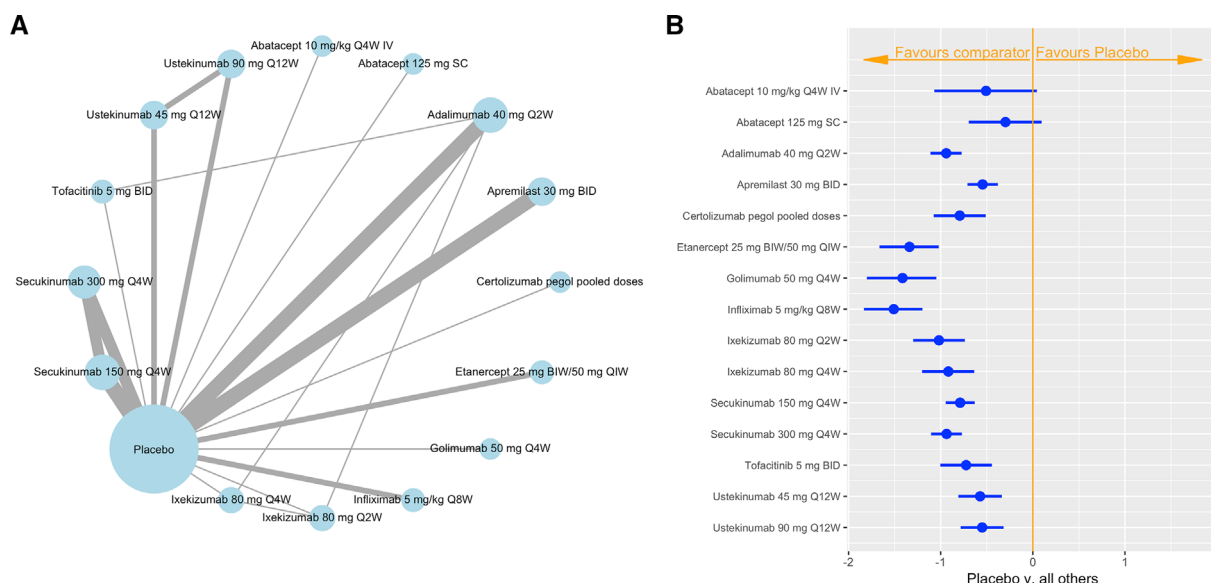 A
Abatacept 10 mg/kg Q4W IV
Ustekinumab 90 mg Q12W
Abatacept 125 mg SC
Ustekinumab 45 mg Q12W
Adalimumab 40 mg Q2W
Tofacitinib 5 mg BID
Apremilast 30 mg BID
Secukinumab 300 mg Q4W
Certolizumab pegol pooled doses
Secukinumab 150 mg Q4W
Etanercept 25 mg BIW/50 mg QIW
Placebo
Golimumab 50 mg Q4W
Ixekizumab 80 mg Q4W
Infliximab 5 mg/kg Q8W
Ixekizumab 80 mg Q2W
B
Favours comparator
Favours Placebo
Abatacept 10 mg/kg Q4W IV
Abatacept 125 mg SC
Adalimumab 40 mg Q2W
Apremilast 30 mg BID
Certolizumab pegol pooled doses
Etanercept 25 mg BIW/50 mg QIW
Golimumab 50 mg Q4W
Infliximab 5 mg/kg Q8W
Ixekizumab 80 mg Q2W
Ixekizumab 80 mg Q4W
Secukinumab 150 mg Q4W
Secukinumab 300 mg Q4W
Tofacitinib 5 mg BID
Ustekinumab 45 mg Q12W
Ustekinumab 90 mg Q12W
-2 -1 0 1
Placebo v. all others